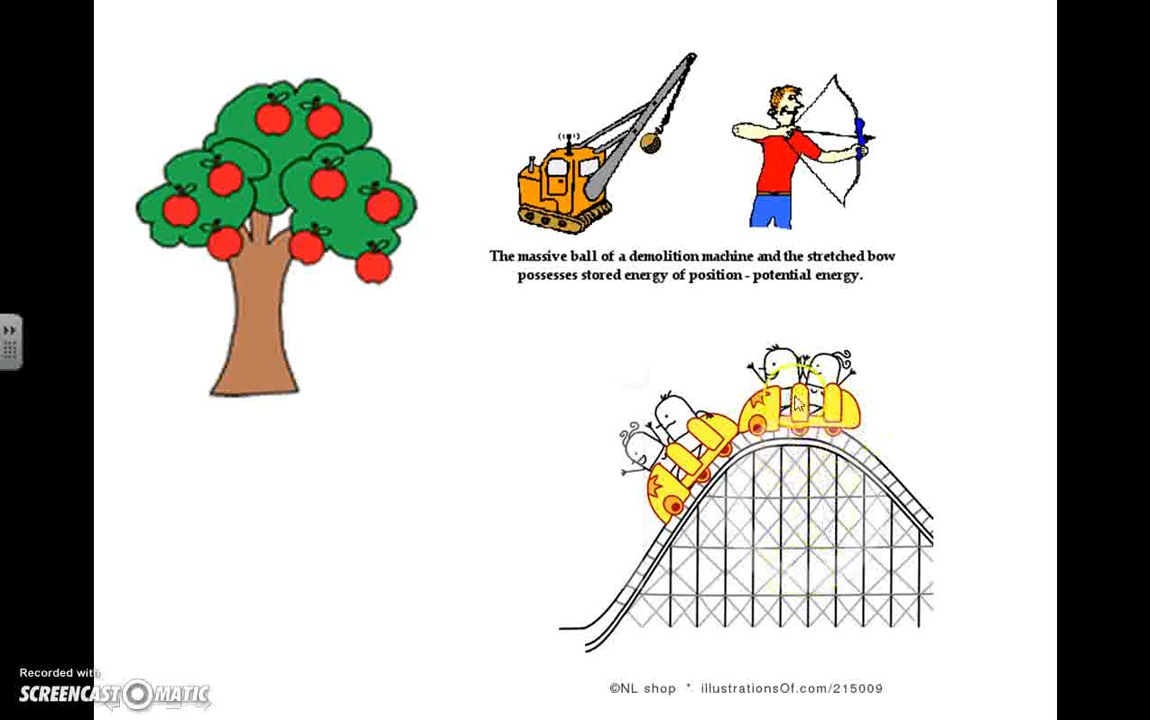 The massive ball of a demolition machine and the stretched bow
possesses stored energy of position - potential energy.
©NL shop * illustrationsOf.com/215009
Recorded with
SCREENCAST-O-MATIC